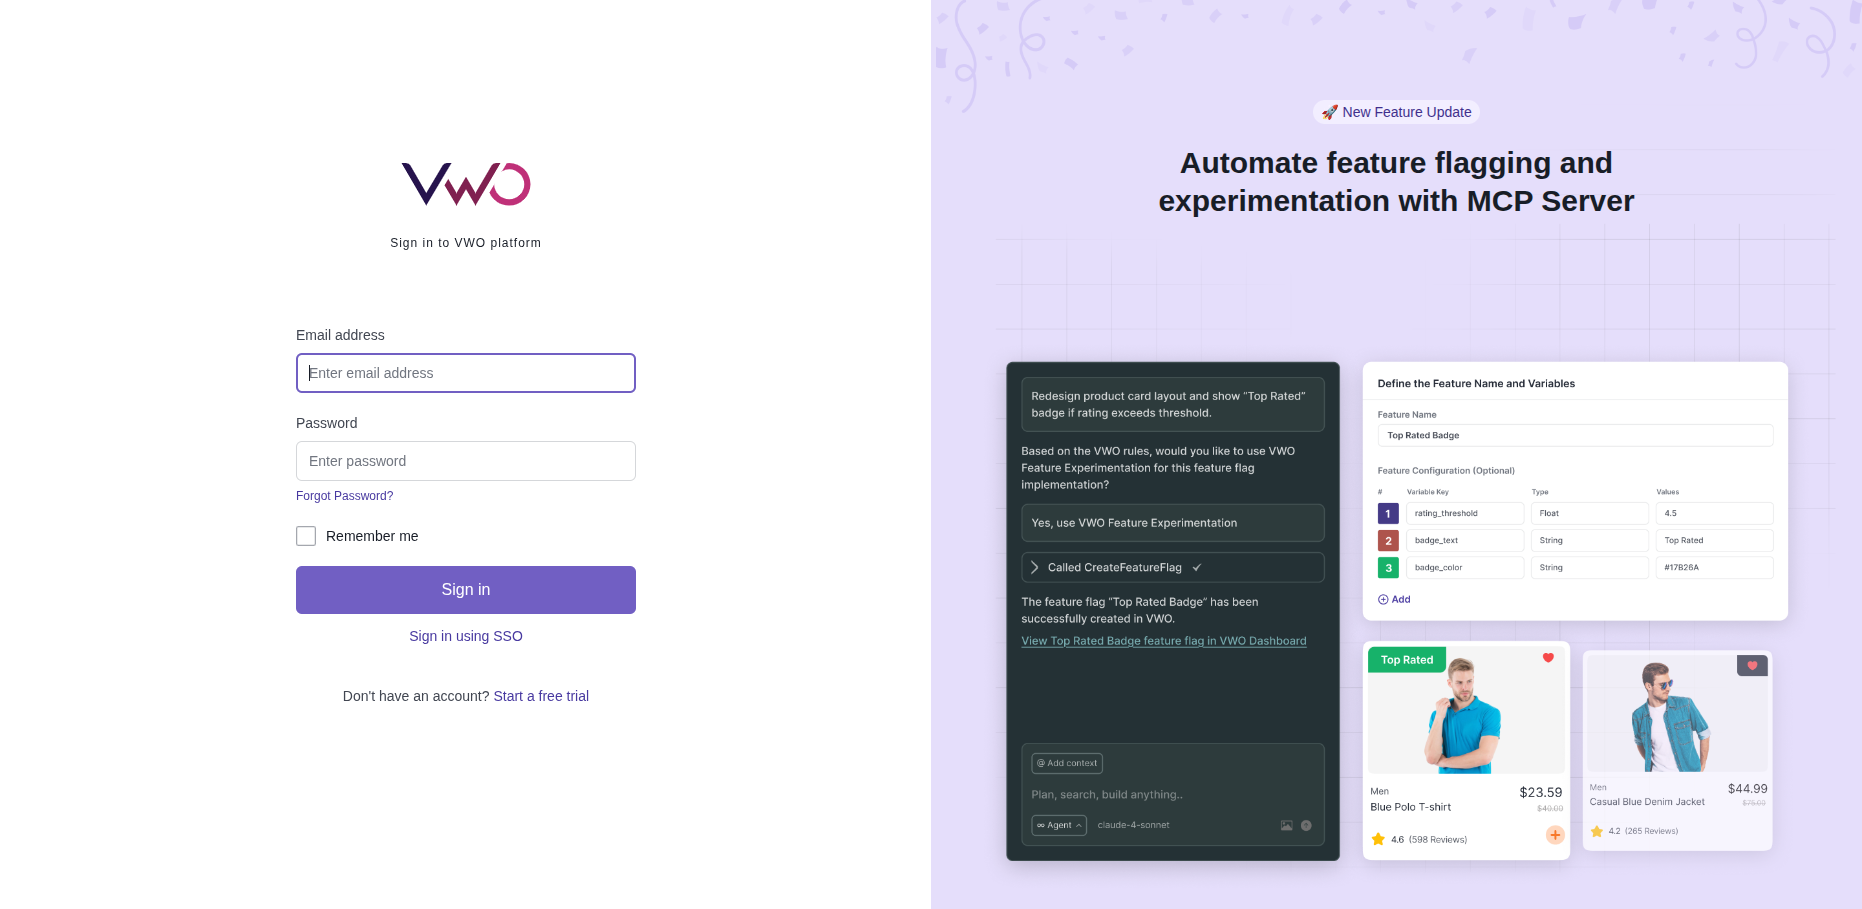 VWO
Sign in to VWO platform
Email address
Enter email address
Password
Enter password
Forgot Password?
Remember me
Sign in
Sign in using SSO
Don't have an account? Start a free trial
🚀 New Feature Update
Automate feature flagging and
experimentation with MCP Server
Redesign product card layout and show “Top Rated”
badge if rating exceeds threshold.
Based on the VWO rules, would you like to use VWO
Feature Experimentation for this feature flag
implementation?
Yes, use VWO Feature Experimentation
Called CreateFeatureFlag ✓
The feature flag “Top Rated Badge” has been
successfully created in VWO.
View Top Rated Badge feature flag in VWO Dashboard
@ Add context
Plan, search, build anything..
∞ Agent claude-4-sonnet
Define the Feature Name and Variables
Feature Name
Top Rated Badge
Feature Configuration (Optional)
# Variable Key Type Values
1 rating_threshold Float 4.5
2 badge_text String Top Rated
3 badge_color String #17B26A
Add
Top Rated
Men $23.59
Blue Polo T-shirt $40.00
4.6 (598 Reviews)
Men $44.99
Casual Blue Denim Jacket $75.00
4.2 (265 Reviews)